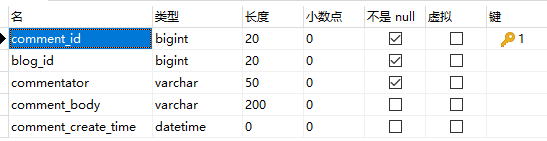 名 类型 长度 小数点 不是 null 虚拟 键
comment_id bigint 20 0 1
blog_id bigint 20 0
commentator varchar 50 0
comment_body varchar 200 0
comment_create_time datetime 0 0